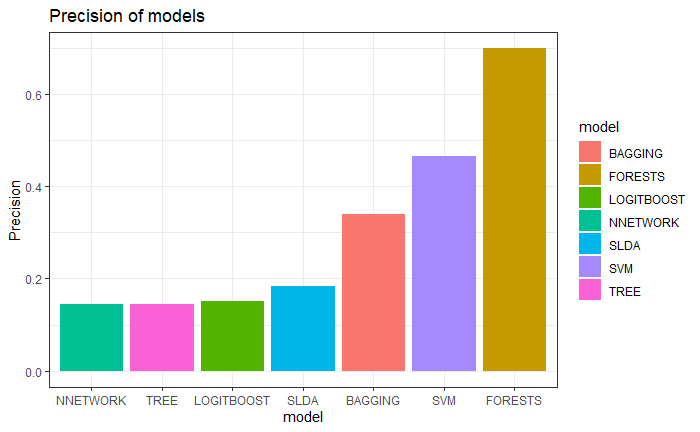 Precision of models
Precision
0.6
0.4
0.2
0.0
NNETWORK TREE LOGITBOOST SLDA BAGGING SVM FORESTS
model
model
BAGGING
FORESTS
LOGITBOOST
NNETWORK
SLDA
SVM
TREE